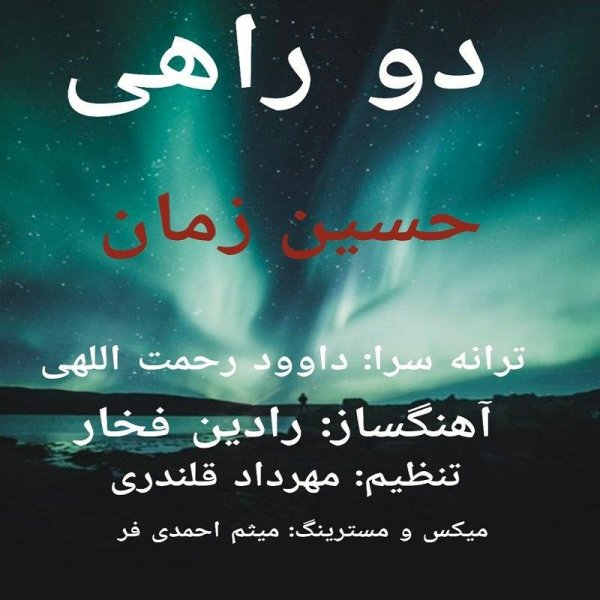 دو راهی
حسین زمان
ترانه سرا: داوود رحمت اللهی
آهنگساز: رادین فخار
تنظیم: مهرداد قلندری
میکس و مسترینگ: میثم احمدی فر